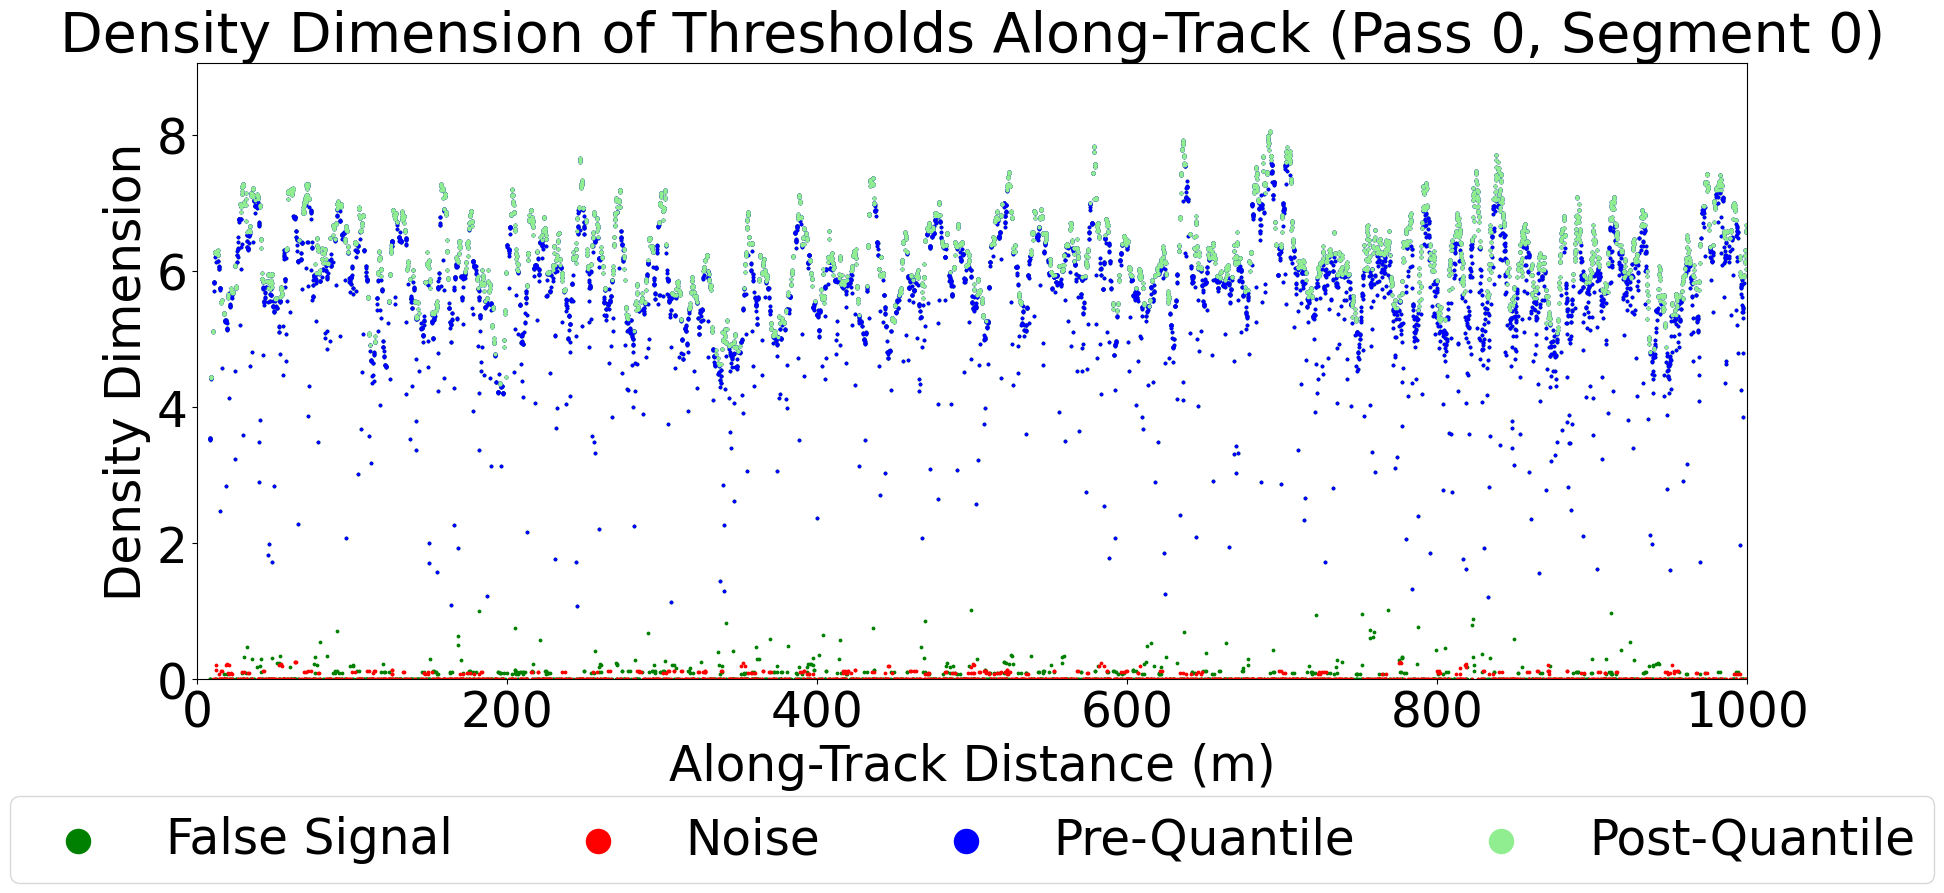 Density Dimension of Thresholds Along-Track (Pass 0, Segment 0)
8
6
4
2
0
Density Dimension
0 200 400 600 800 1000
Along-Track Distance (m)
False Signal Noise Pre-Quantile Post-Quantile